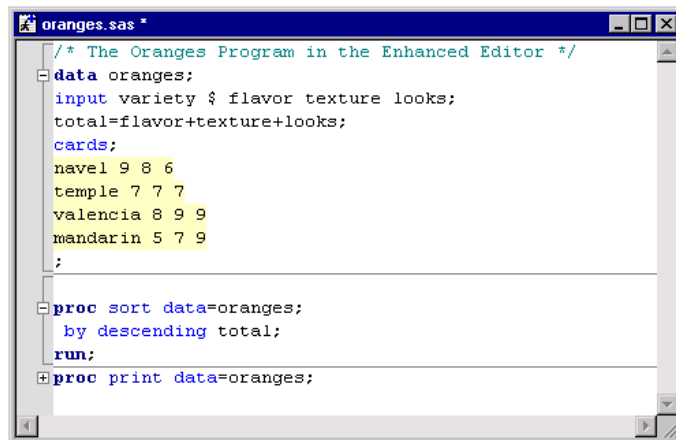 oranges.sas *
/* The Oranges Program in the Enhanced Editor */
data oranges;
input variety $ flavor texture looks;
total=flavor+texture+looks;
cards;
navel 9 8 6
temple 7 7 7
valencia 8 9 9
mandarin 5 7 9
;
proc sort data=oranges;
by descending total;
run;
proc print data=oranges;